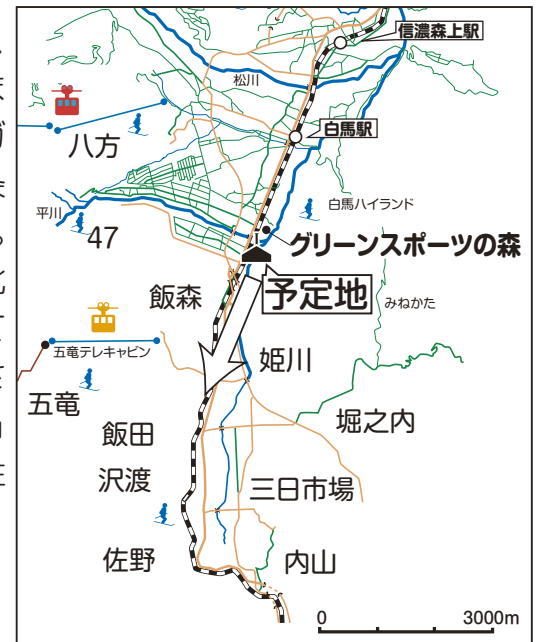 信濃森上駅
松川
白馬駅
八方
白馬ハイランド
平川
47
グリーンスポーツの森
予定地
飯森
みねかた
五竜テレキャビン
姫川
五竜
堀之内
飯田
沢渡
三日市場
佐野
内山
0 3000m